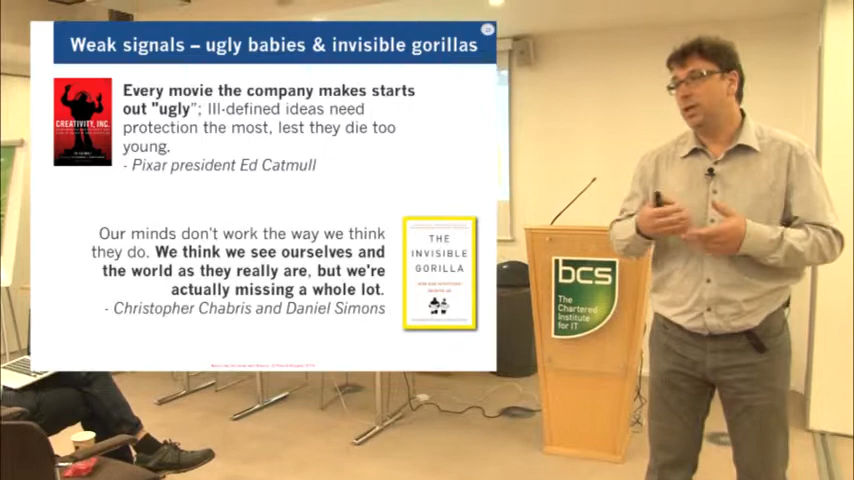 Weak signals – ugly babies & invisible gorillas
Every movie the company makes starts
out "ugly"; Ill-defined ideas need
protection the most, lest they die too
young.
- Pixar president Ed Catmull
CREATIVITY, INC.
Our minds don't work the way we think
they do. We think we see ourselves and
the world as they really are, but we're
actually missing a whole lot.
- Christopher Chabris and Daniel Simons
THE
INVISIBLE
GORILLA
bcs
The
Chartered
Institute
for IT